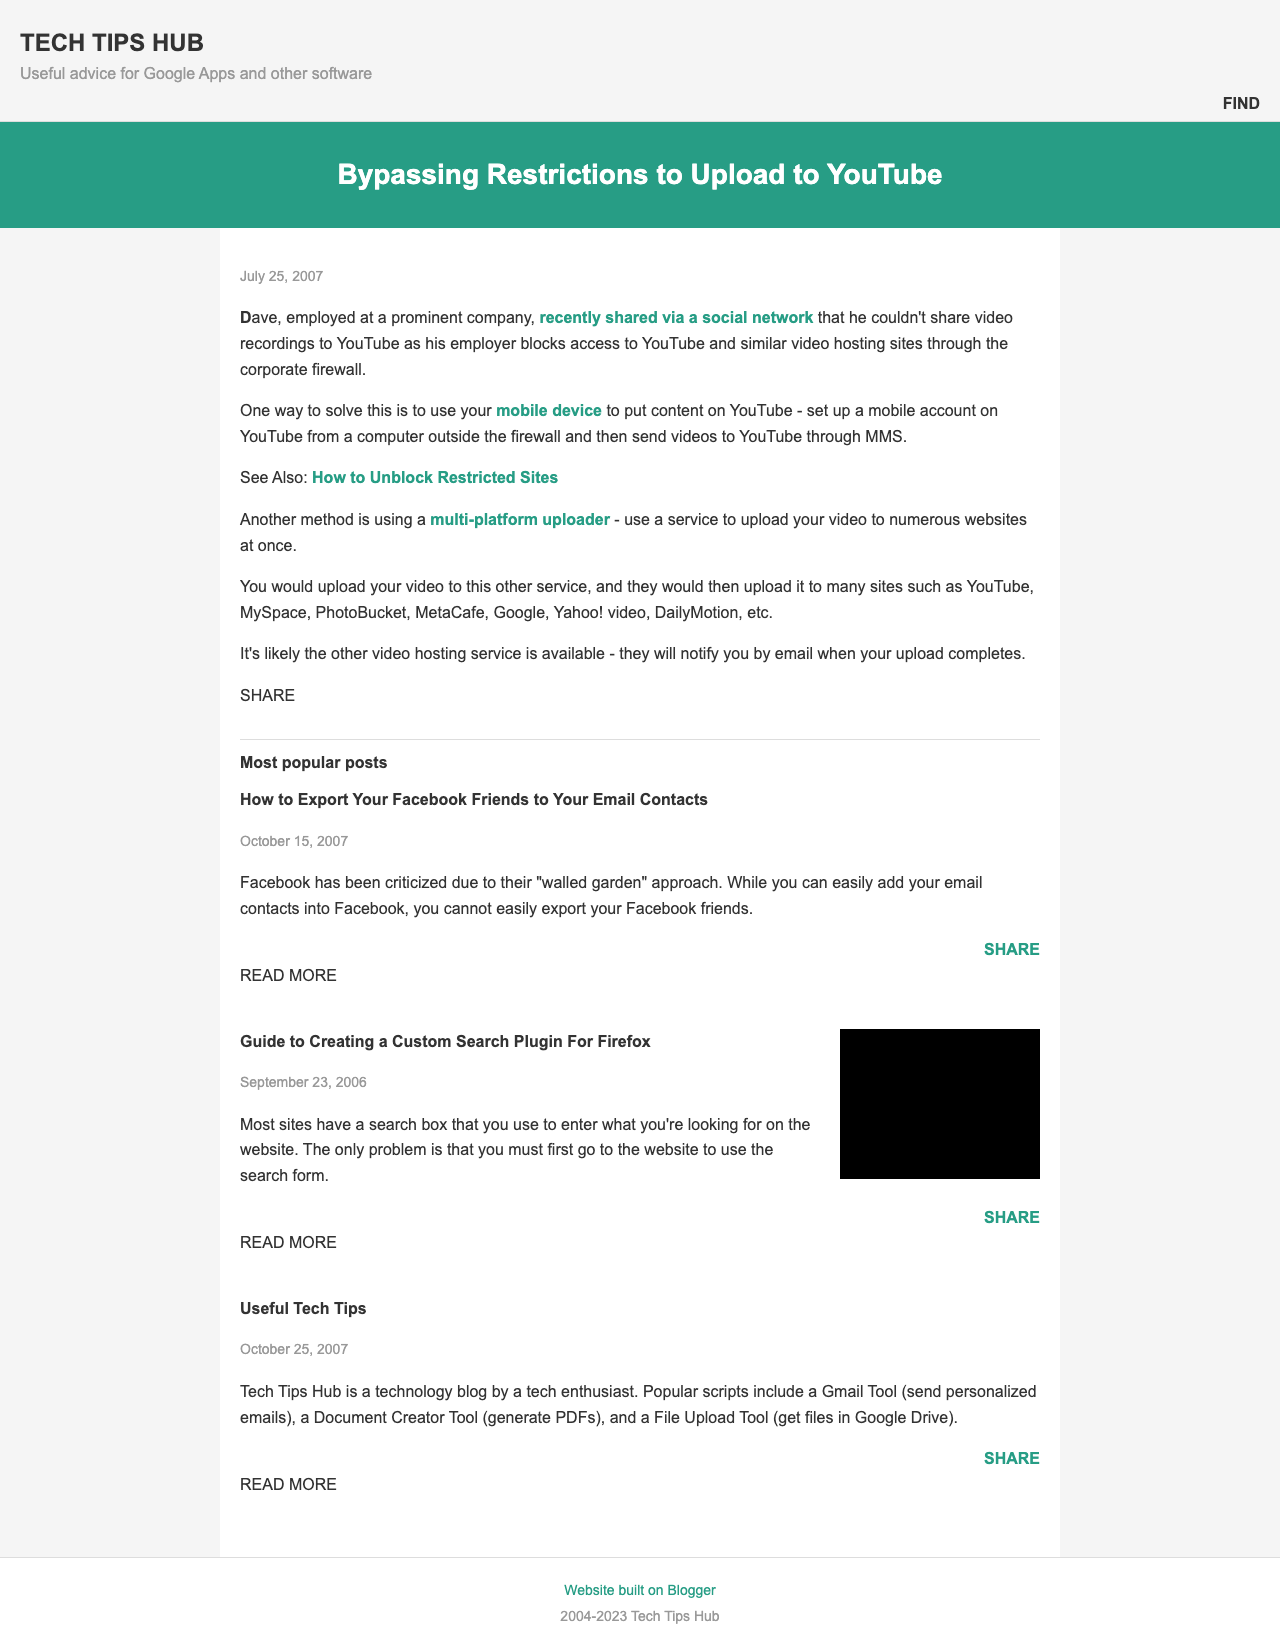 TECH TIPS HUB
Useful advice for Google Apps and other software
FIND
Bypassing Restrictions to Upload to YouTube
July 25, 2007
Dave, employed at a prominent company, recently shared via a social network that he couldn't share video
recordings to YouTube as his employer blocks access to YouTube and similar video hosting sites through the
corporate firewall.
One way to solve this is to use your mobile device to put content on YouTube - set up a mobile account on
YouTube from a computer outside the firewall and then send videos to YouTube through MMS.
See Also: How to Unblock Restricted Sites
Another method is using a multi-platform uploader - use a service to upload your video to numerous websites
at once.
You would upload your video to this other service, and they would then upload it to many sites such as YouTube,
MySpace, PhotoBucket, MetaCafe, Google, Yahoo! video, DailyMotion, etc.
It's likely the other video hosting service is available - they will notify you by email when your upload completes.
SHARE
Most popular posts
How to Export Your Facebook Friends to Your Email Contacts
October 15, 2007
Facebook has been criticized due to their "walled garden" approach. While you can easily add your email
contacts into Facebook, you cannot easily export your Facebook friends.
SHARE
READ MORE
Guide to Creating a Custom Search Plugin For Firefox
September 23, 2006
Most sites have a search box that you use to enter what you're looking for on the
website. The only problem is that you must first go to the website to use the
search form.
SHARE
READ MORE
Useful Tech Tips
October 25, 2007
Tech Tips Hub is a technology blog by a tech enthusiast. Popular scripts include a Gmail Tool (send personalized
emails), a Document Creator Tool (generate PDFs), and a File Upload Tool (get files in Google Drive).
SHARE
READ MORE
Website built on Blogger
2004-2023 Tech Tips Hub